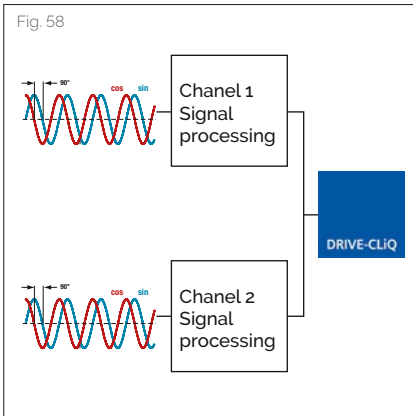 Fig. 58
90°
cos sin
Chanel 1
Signal
processing
DRIVE-CLiQ
90°
cos sin
Chanel 2
Signal
processing